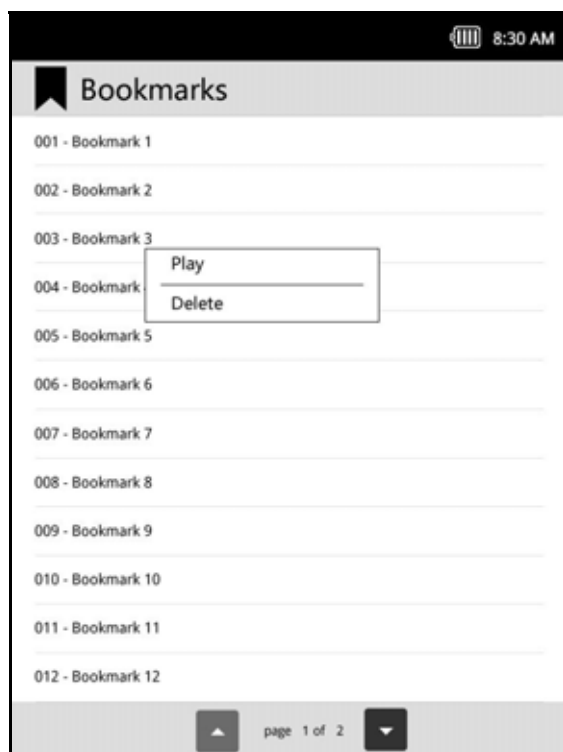 8:30 AM
Bookmarks
001 - Bookmark 1
002 - Bookmark 2
003 - Bookmark 3
Play
004 - Bookmark
Delete
005 - Bookmark 5
006 - Bookmark 6
007 - Bookmark 7
008 - Bookmark 8
009 - Bookmark 9
010 - Bookmark 10
011 - Bookmark 11
012 - Bookmark 12
page 1 of 2